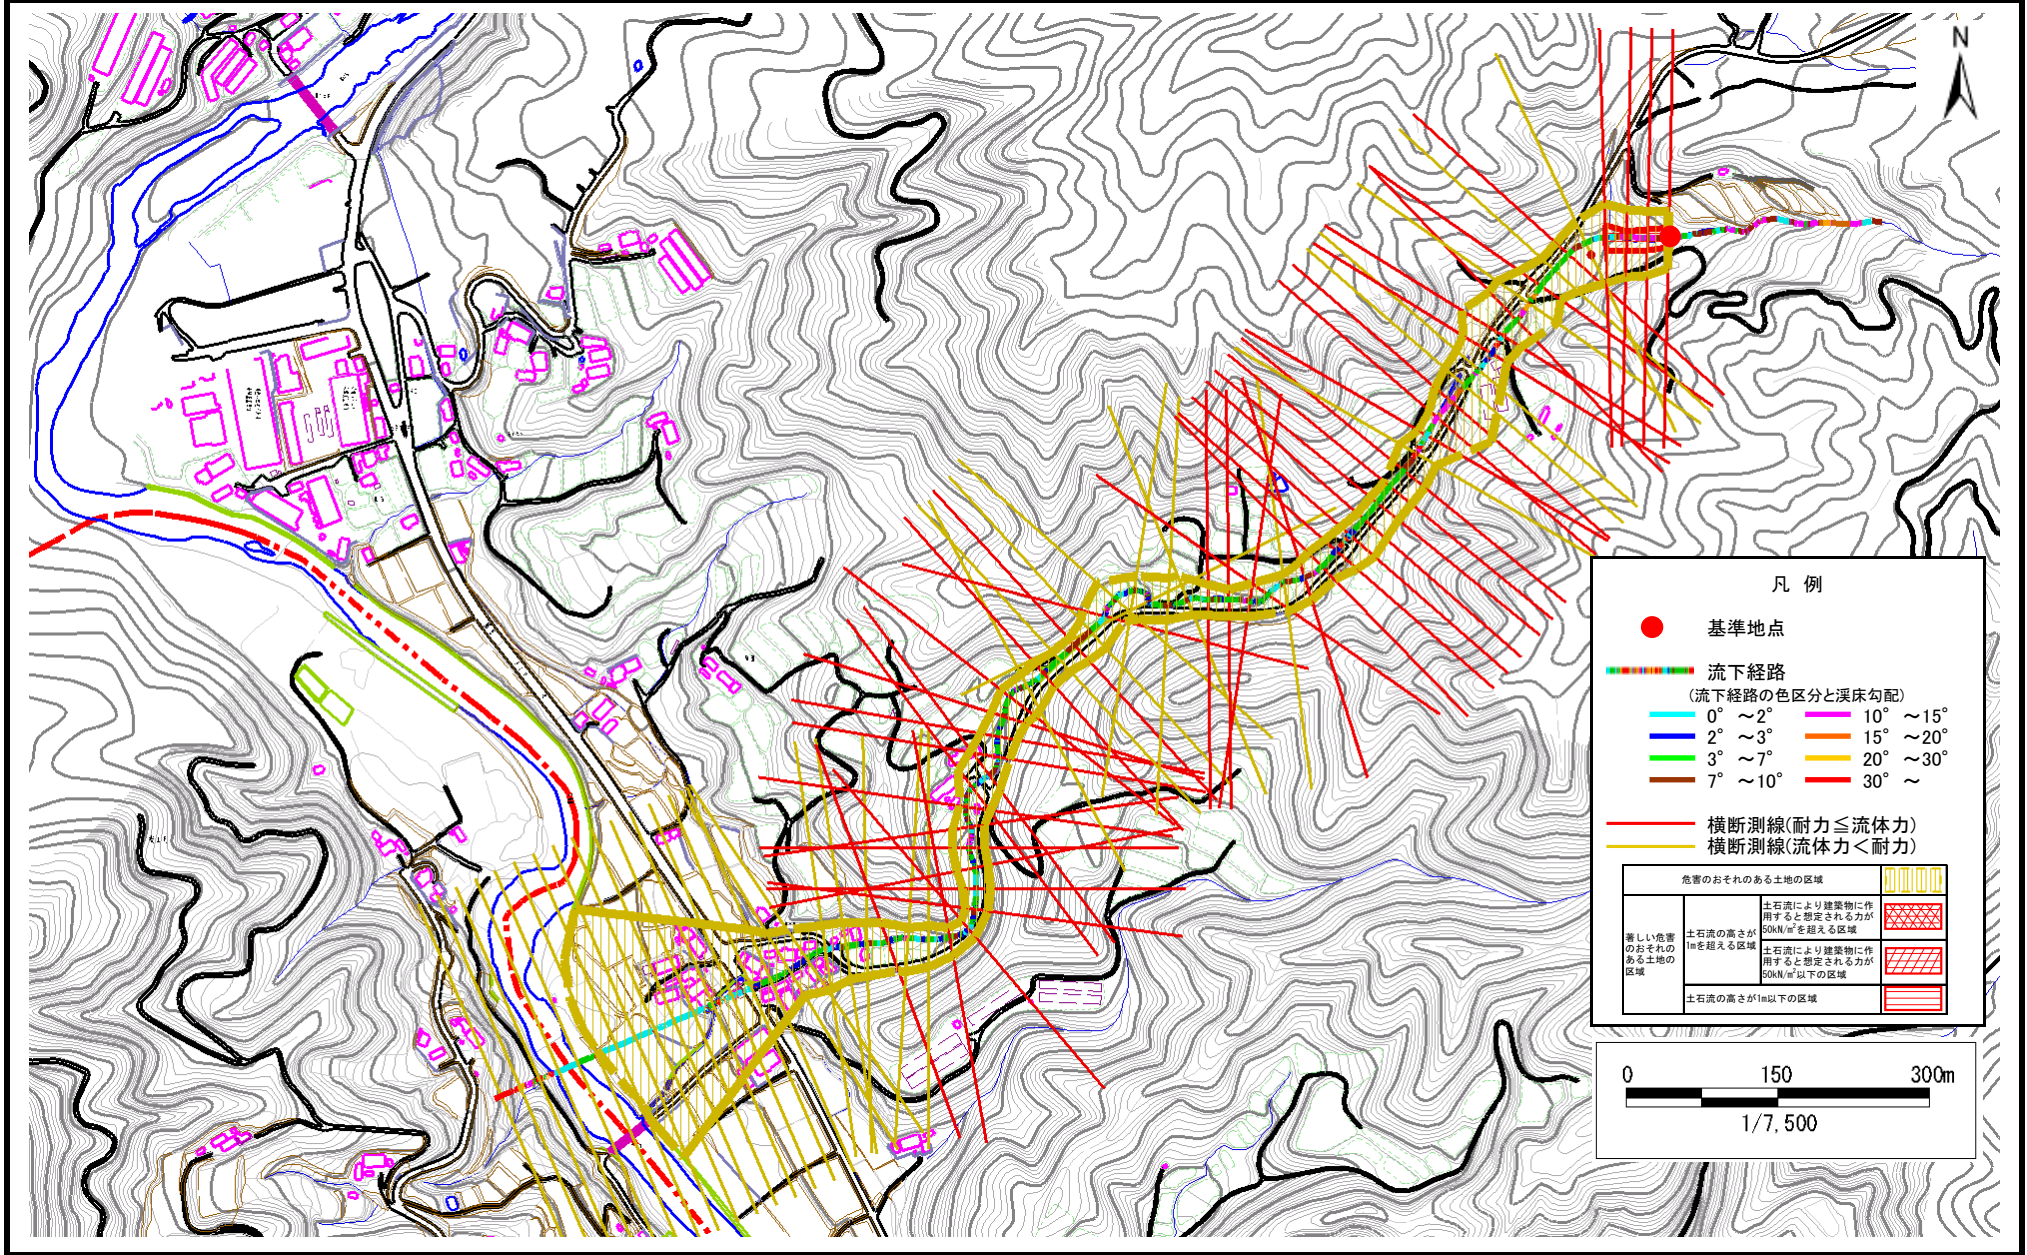 N
凡 例
基準地点
流下経路
(流下経路の色区分と渓床勾配)
0° ～2° 10° ～15°
2° ～3° 15° ～20°
3° ～7° 20° ～30°
7° ～10° 30° ～
横断測線(耐力≦流体力)
横断測線(流体力＜耐力)
危害のおそれのある土地の区域
著しい危害
のおそれの
ある土地の
区域
土石流の高さが
1mを超える区域
土石流により建築物に作
用すると想定される力が
50kN/m²を超える区域
土石流により建築物に作
用すると想定される力が
50kN/m²以下の区域
土石流の高さが1m以下の区域
0 150 300m
1/7,500